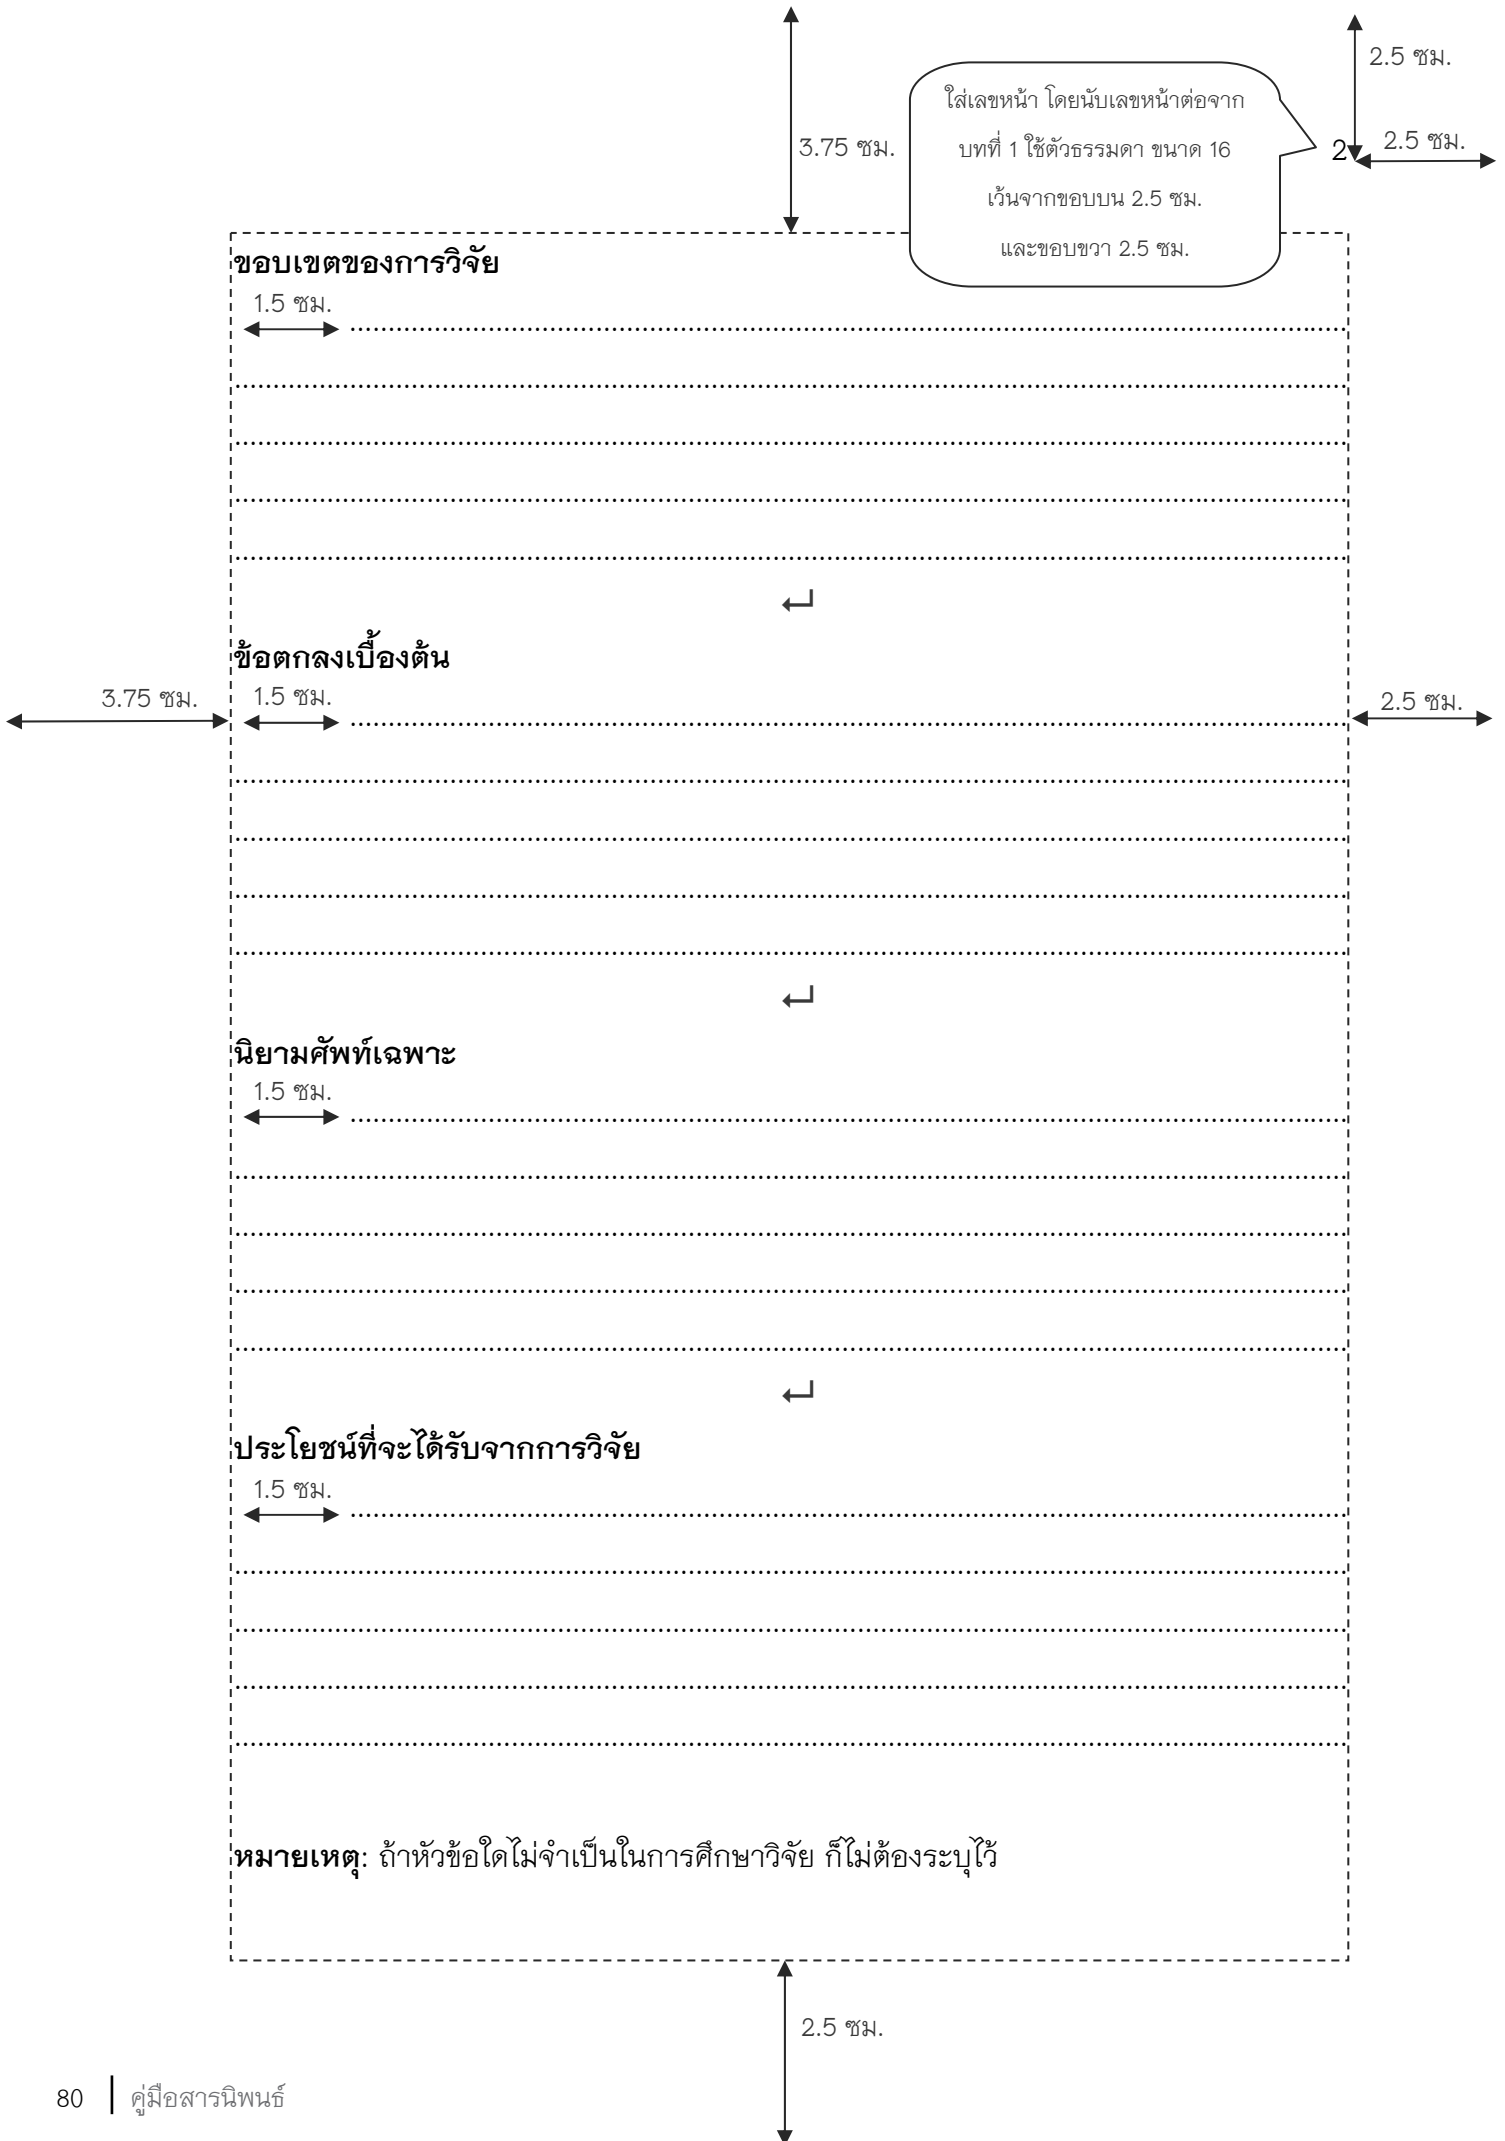 2.5 ซม.
ใส่เลขหน้า โดยนับเลขหน้าต่อจาก
บทที่ 1 ใช้ตัวธรรมดา ขนาด 16
เว้นจากขอบบน 2.5 ซม.
และขอบขวา 2.5 ซม.
3.75 ซม.
2
2.5 ซม.
ขอบเขตของการวิจัย
1.5 ซม.
ข้อตกลงเบื้องต้น
3.75 ซม.
1.5 ซม.
2.5 ซม.
นิยามศัพท์เฉพาะ
1.5 ซม.
ประโยชน์ที่จะได้รับจากการวิจัย
1.5 ซม.
หมายเหตุ: ถ้าหัวข้อใดไม่จำเป็นในการศึกษาวิจัย ก็ไม่ต้องระบุไว้
2.5 ซม.
80 | คู่มือสารนิพนธ์